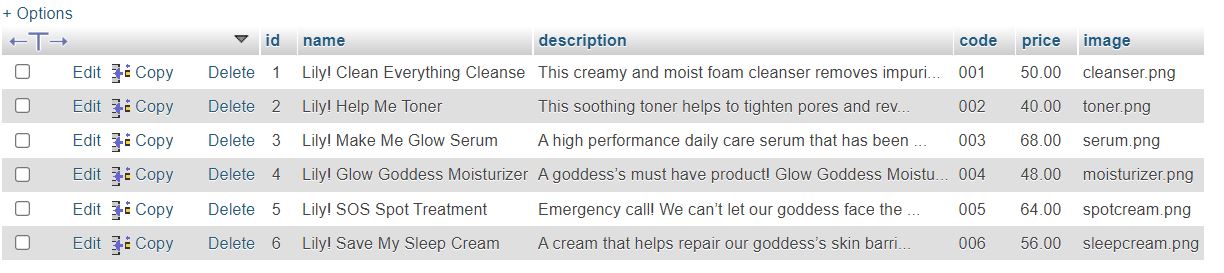 + Options
id name description code price image
Edit Copy Delete 1 Lily! Clean Everything Cleanse This creamy and moist foam cleanser removes impuri... 001 50.00 cleanser.png
Edit Copy Delete 2 Lily! Help Me Toner This soothing toner helps to tighten pores and rev... 002 40.00 toner.png
Edit Copy Delete 3 Lily! Make Me Glow Serum A high performance daily care serum that has been ... 003 68.00 serum.png
Edit Copy Delete 4 Lily! Glow Goddess Moisturizer A goddess’s must have product! Glow Goddess Moistu... 004 48.00 moisturizer.png
Edit Copy Delete 5 Lily! SOS Spot Treatment Emergency call! We can’t let our goddess face the ... 005 64.00 spotcream.png
Edit Copy Delete 6 Lily! Save My Sleep Cream A cream that helps repair our goddess’s skin barri... 006 56.00 sleepcream.png